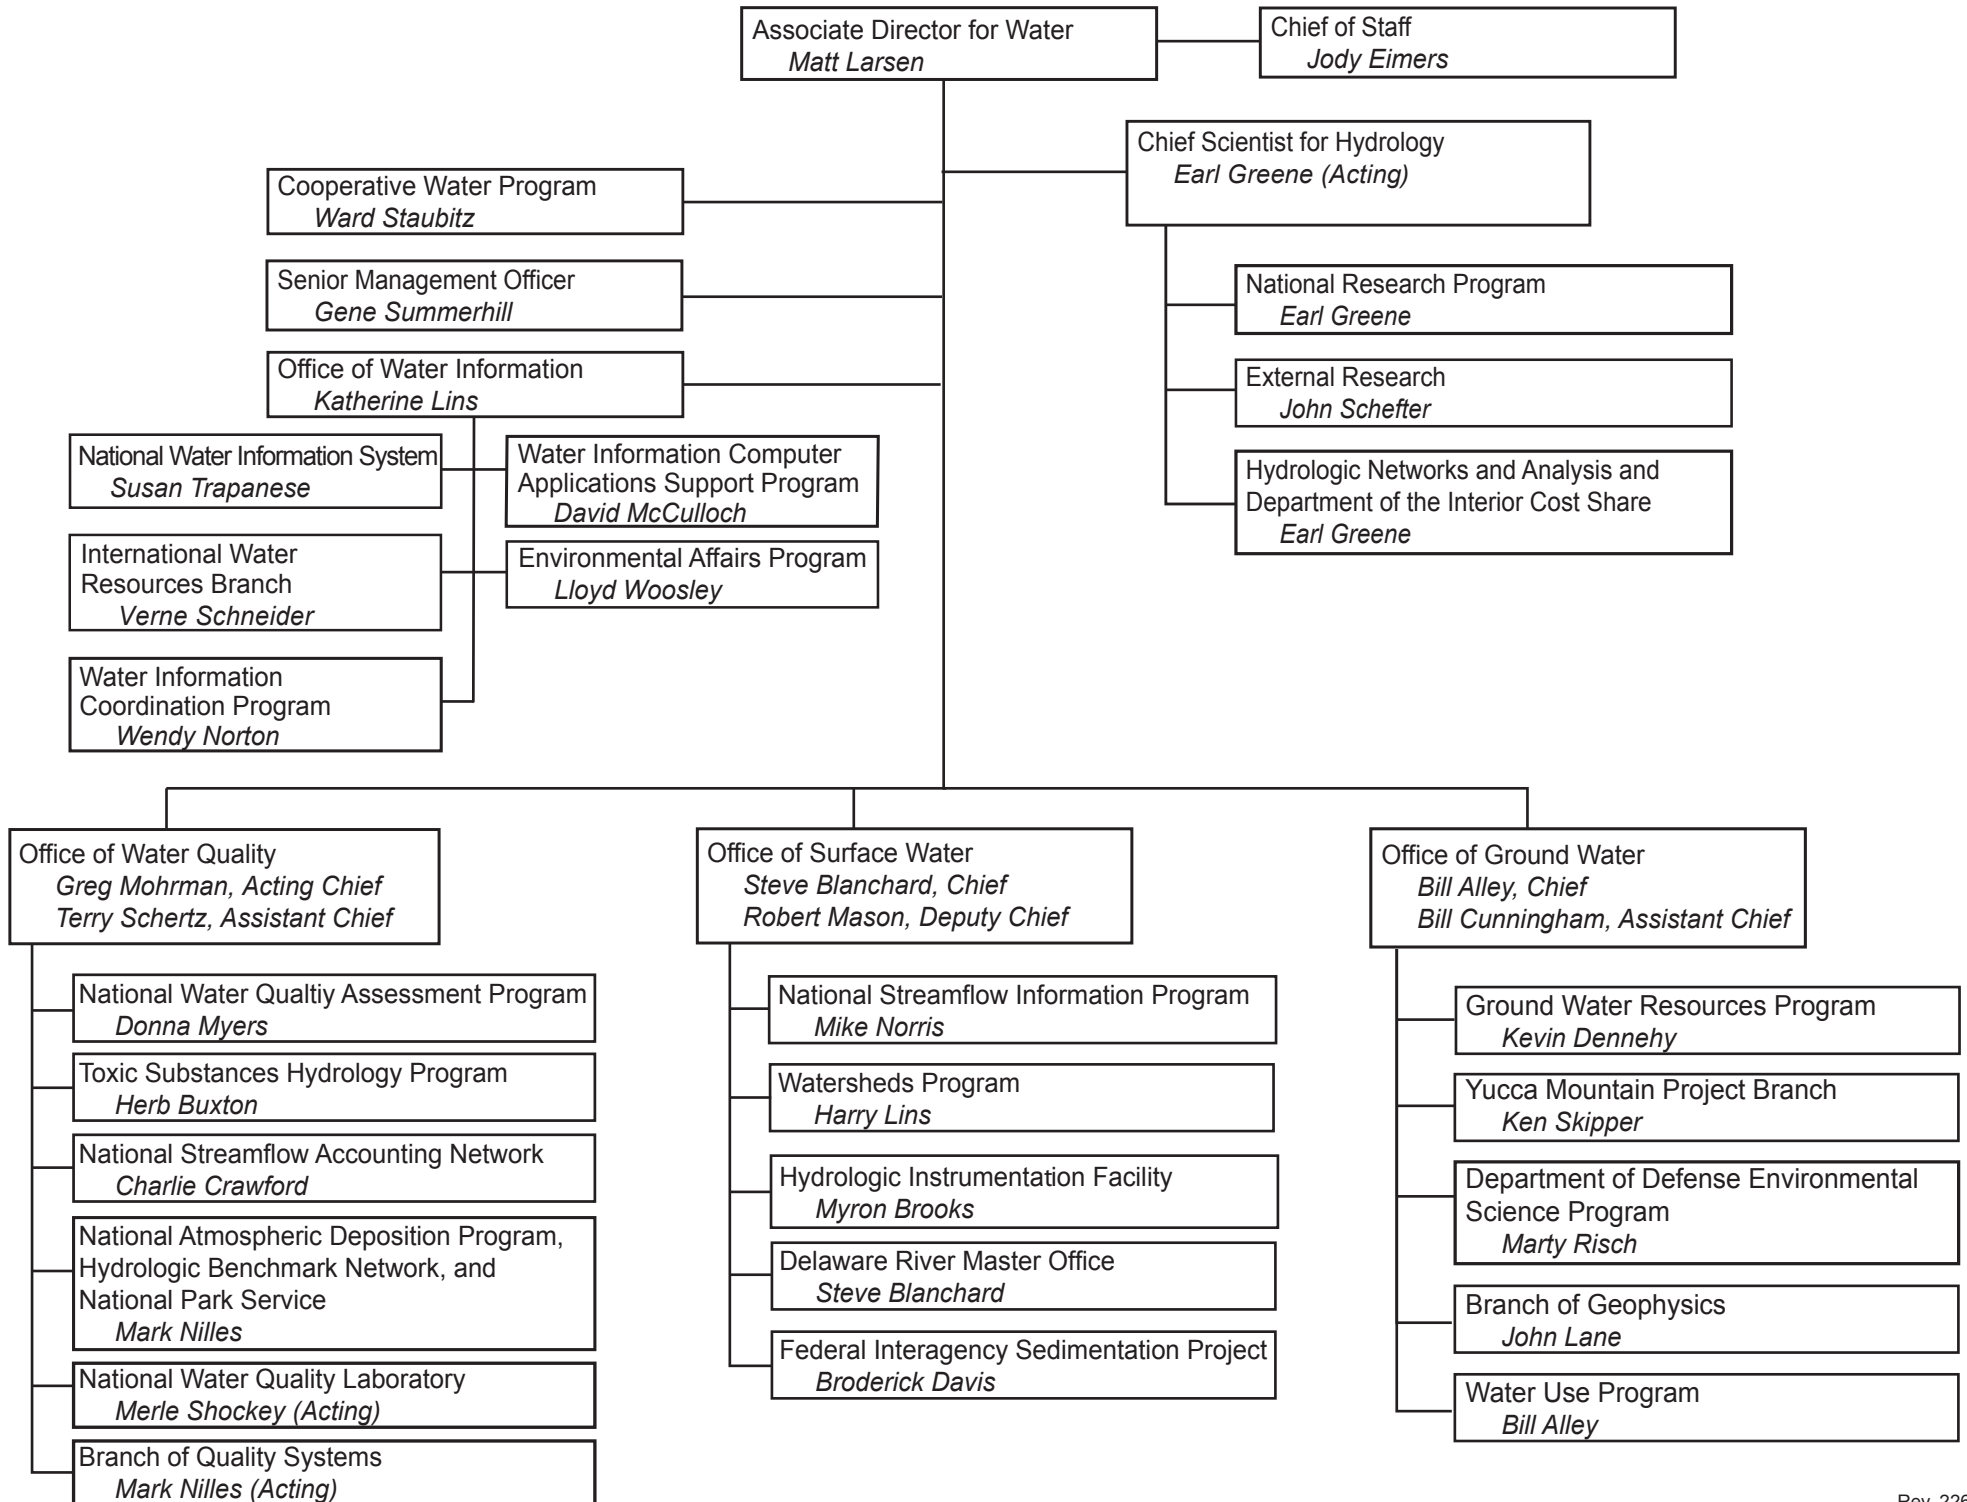 Associate Director for Water
Matt Larsen
Chief of Staff
Jody Eimers
Chief Scientist for Hydrology
Earl Greene (Acting)
Cooperative Water Program
Ward Staubitz
Senior Management Officer
Gene Summerhill
Office of Water Information
Katherine Lins
National Water Information System
Susan Trapanese
Water Information Computer
Applications Support Program
David McCulloch
International Water
Resources Branch
Verne Schneider
Environmental Affairs Program
Lloyd Woosley
Water Information
Coordination Program
Wendy Norton
National Research Program
Earl Greene
External Research
John Schefter
Hydrologic Networks and Analysis and
Department of the Interior Cost Share
Earl Greene
Office of Water Quality
Greg Mohrman, Acting Chief
Terry Schertz, Assistant Chief
National Water Qualtiy Assessment Program
Donna Myers
Toxic Substances Hydrology Program
Herb Buxton
National Streamflow Accounting Network
Charlie Crawford
National Atmospheric Deposition Program,
Hydrologic Benchmark Network, and
National Park Service
Mark Nilles
National Water Quality Laboratory
Merle Shockey (Acting)
Branch of Quality Systems
Mark Nilles (Acting)
Office of Surface Water
Steve Blanchard, Chief
Robert Mason, Deputy Chief
National Streamflow Information Program
Mike Norris
Watersheds Program
Harry Lins
Hydrologic Instrumentation Facility
Myron Brooks
Delaware River Master Office
Steve Blanchard
Federal Interagency Sedimentation Project
Broderick Davis
Office of Ground Water
Bill Alley, Chief
Bill Cunningham, Assistant Chief
Ground Water Resources Program
Kevin Dennehy
Yucca Mountain Project Branch
Ken Skipper
Department of Defense Environmental
Science Program
Marty Risch
Branch of Geophysics
John Lane
Water Use Program
Bill Alley
Rev. 226